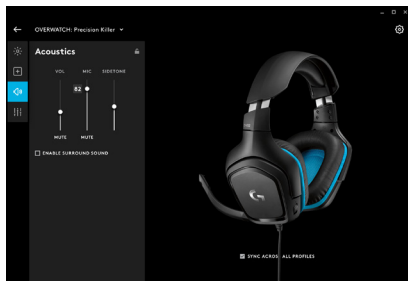 OVERWATCH: Precision Killer
Acoustics
VOL MIC SIDETONE
82
MUTE MUTE
ENABLE SURROUND SOUND
SYNC ACROSS ALL PROFILES